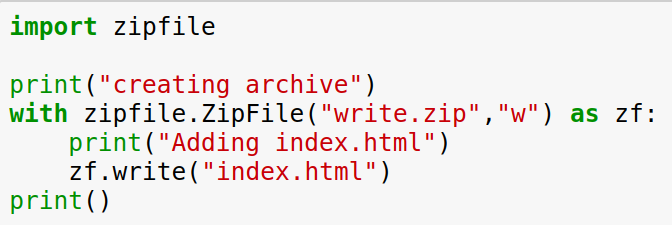 import zipfile

print("creating archive")
with zipfile.ZipFile("write.zip","w") as zf:
    print("Adding index.html")
    zf.write("index.html")
print()